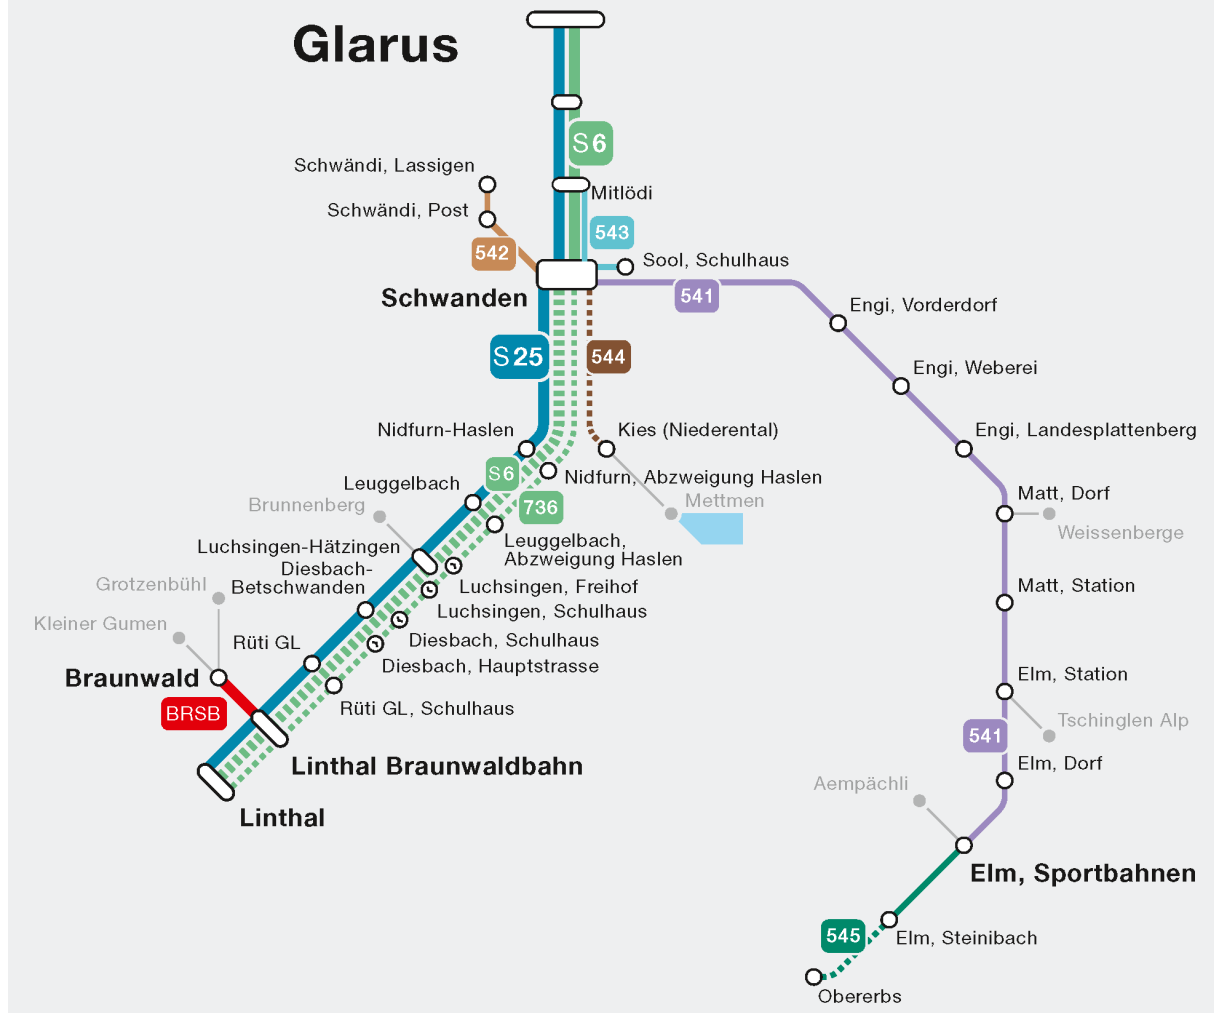 Glarus
S6
Schwändi, Lassigen
Mitlödi
Schwändi, Post
543
542
Sool, Schulhaus
Schwanden
541
Engi, Vorderdorf
S25
544
Engi, Weberei
Nidfurn-Haslen
Kies (Niederental)
Engi, Landesplattenberg
S6
Nidfurn, Abzweigung Haslen
Leuggelbach
Mettmen
Matt, Dorf
Brunnenberg
736
Weissenberge
Leuggelbach,
Abzweigung Haslen
Luchsingen-Hätzingen
Diesbach-
Betschwanden
Luchsingen, Freihof
Matt, Station
Grotzenbühl
Luchsingen, Schulhaus
Kleiner Gumen
Rüti GL
Diesbach, Schulhaus
Diesbach, Hauptstrasse
Braunwald
Elm, Station
BRSB
Rüti GL, Schulhaus
Tschinglen Alp
541
Linthal Braunwaldbahn
Elm, Dorf
Aempächli
Linthal
Elm, Sportbahnen
545
Elm, Steinibach
Obererbs